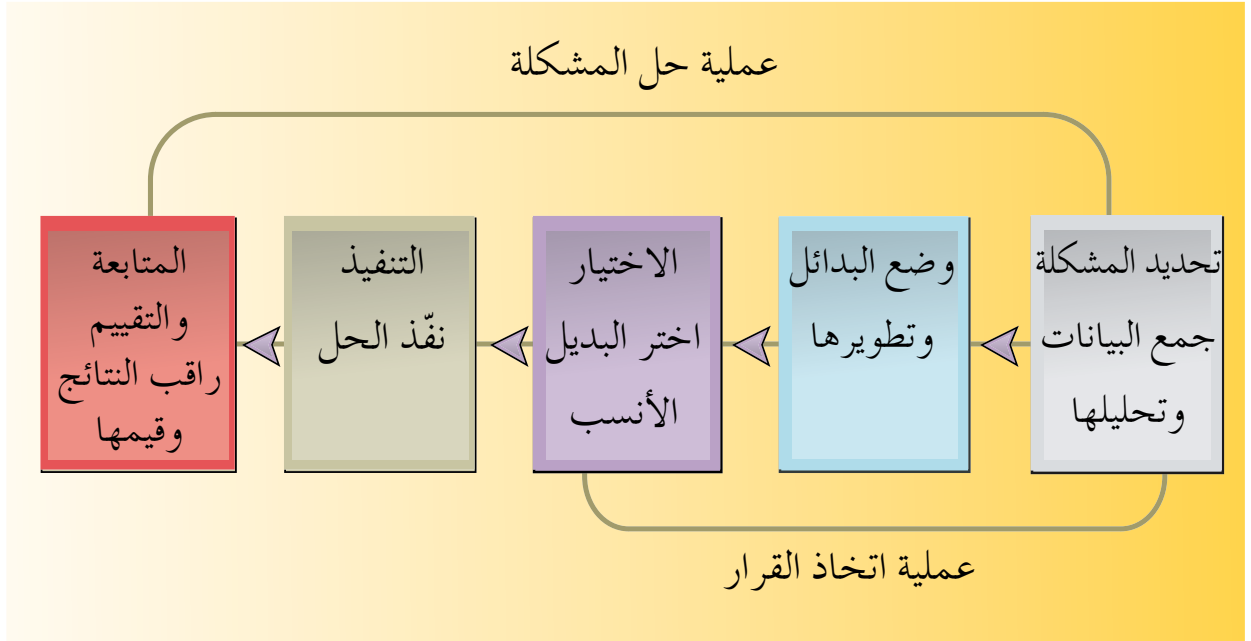 عملية حل المشكلة
تحديد المشكلة
جمع البيانات
وتحليلها
وضع البدائل
وتطويرها
الاختيار
اختر البديل
الأنسب
التنفيذ
نفّذ الحل
المتابعة
والتقييم
راقب النتائج
وقيمها
عملية اتخاذ القرار